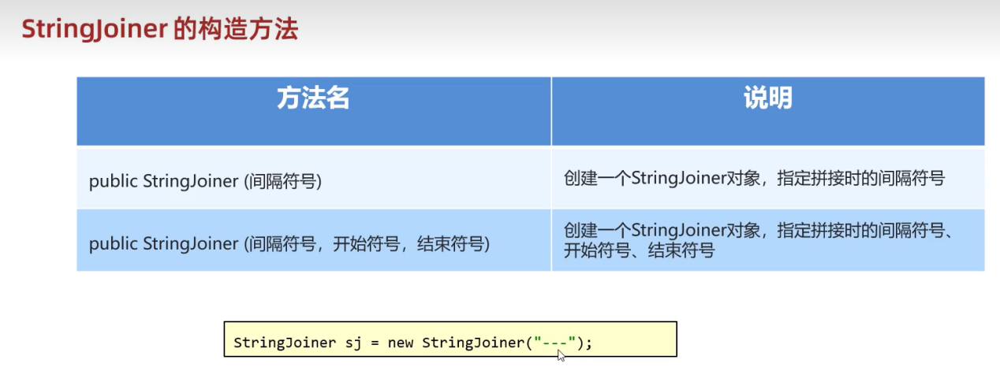 StringJoiner 的构造方法
方法名
说明
public StringJoiner (间隔符号)
创建一个StringJoiner对象，指定拼接时的间隔符号
public StringJoiner (间隔符号，开始符号，结束符号)
创建一个StringJoiner对象，指定拼接时的间隔符号、
开始符号、结束符号
StringJoiner sj = new StringJoiner("---");